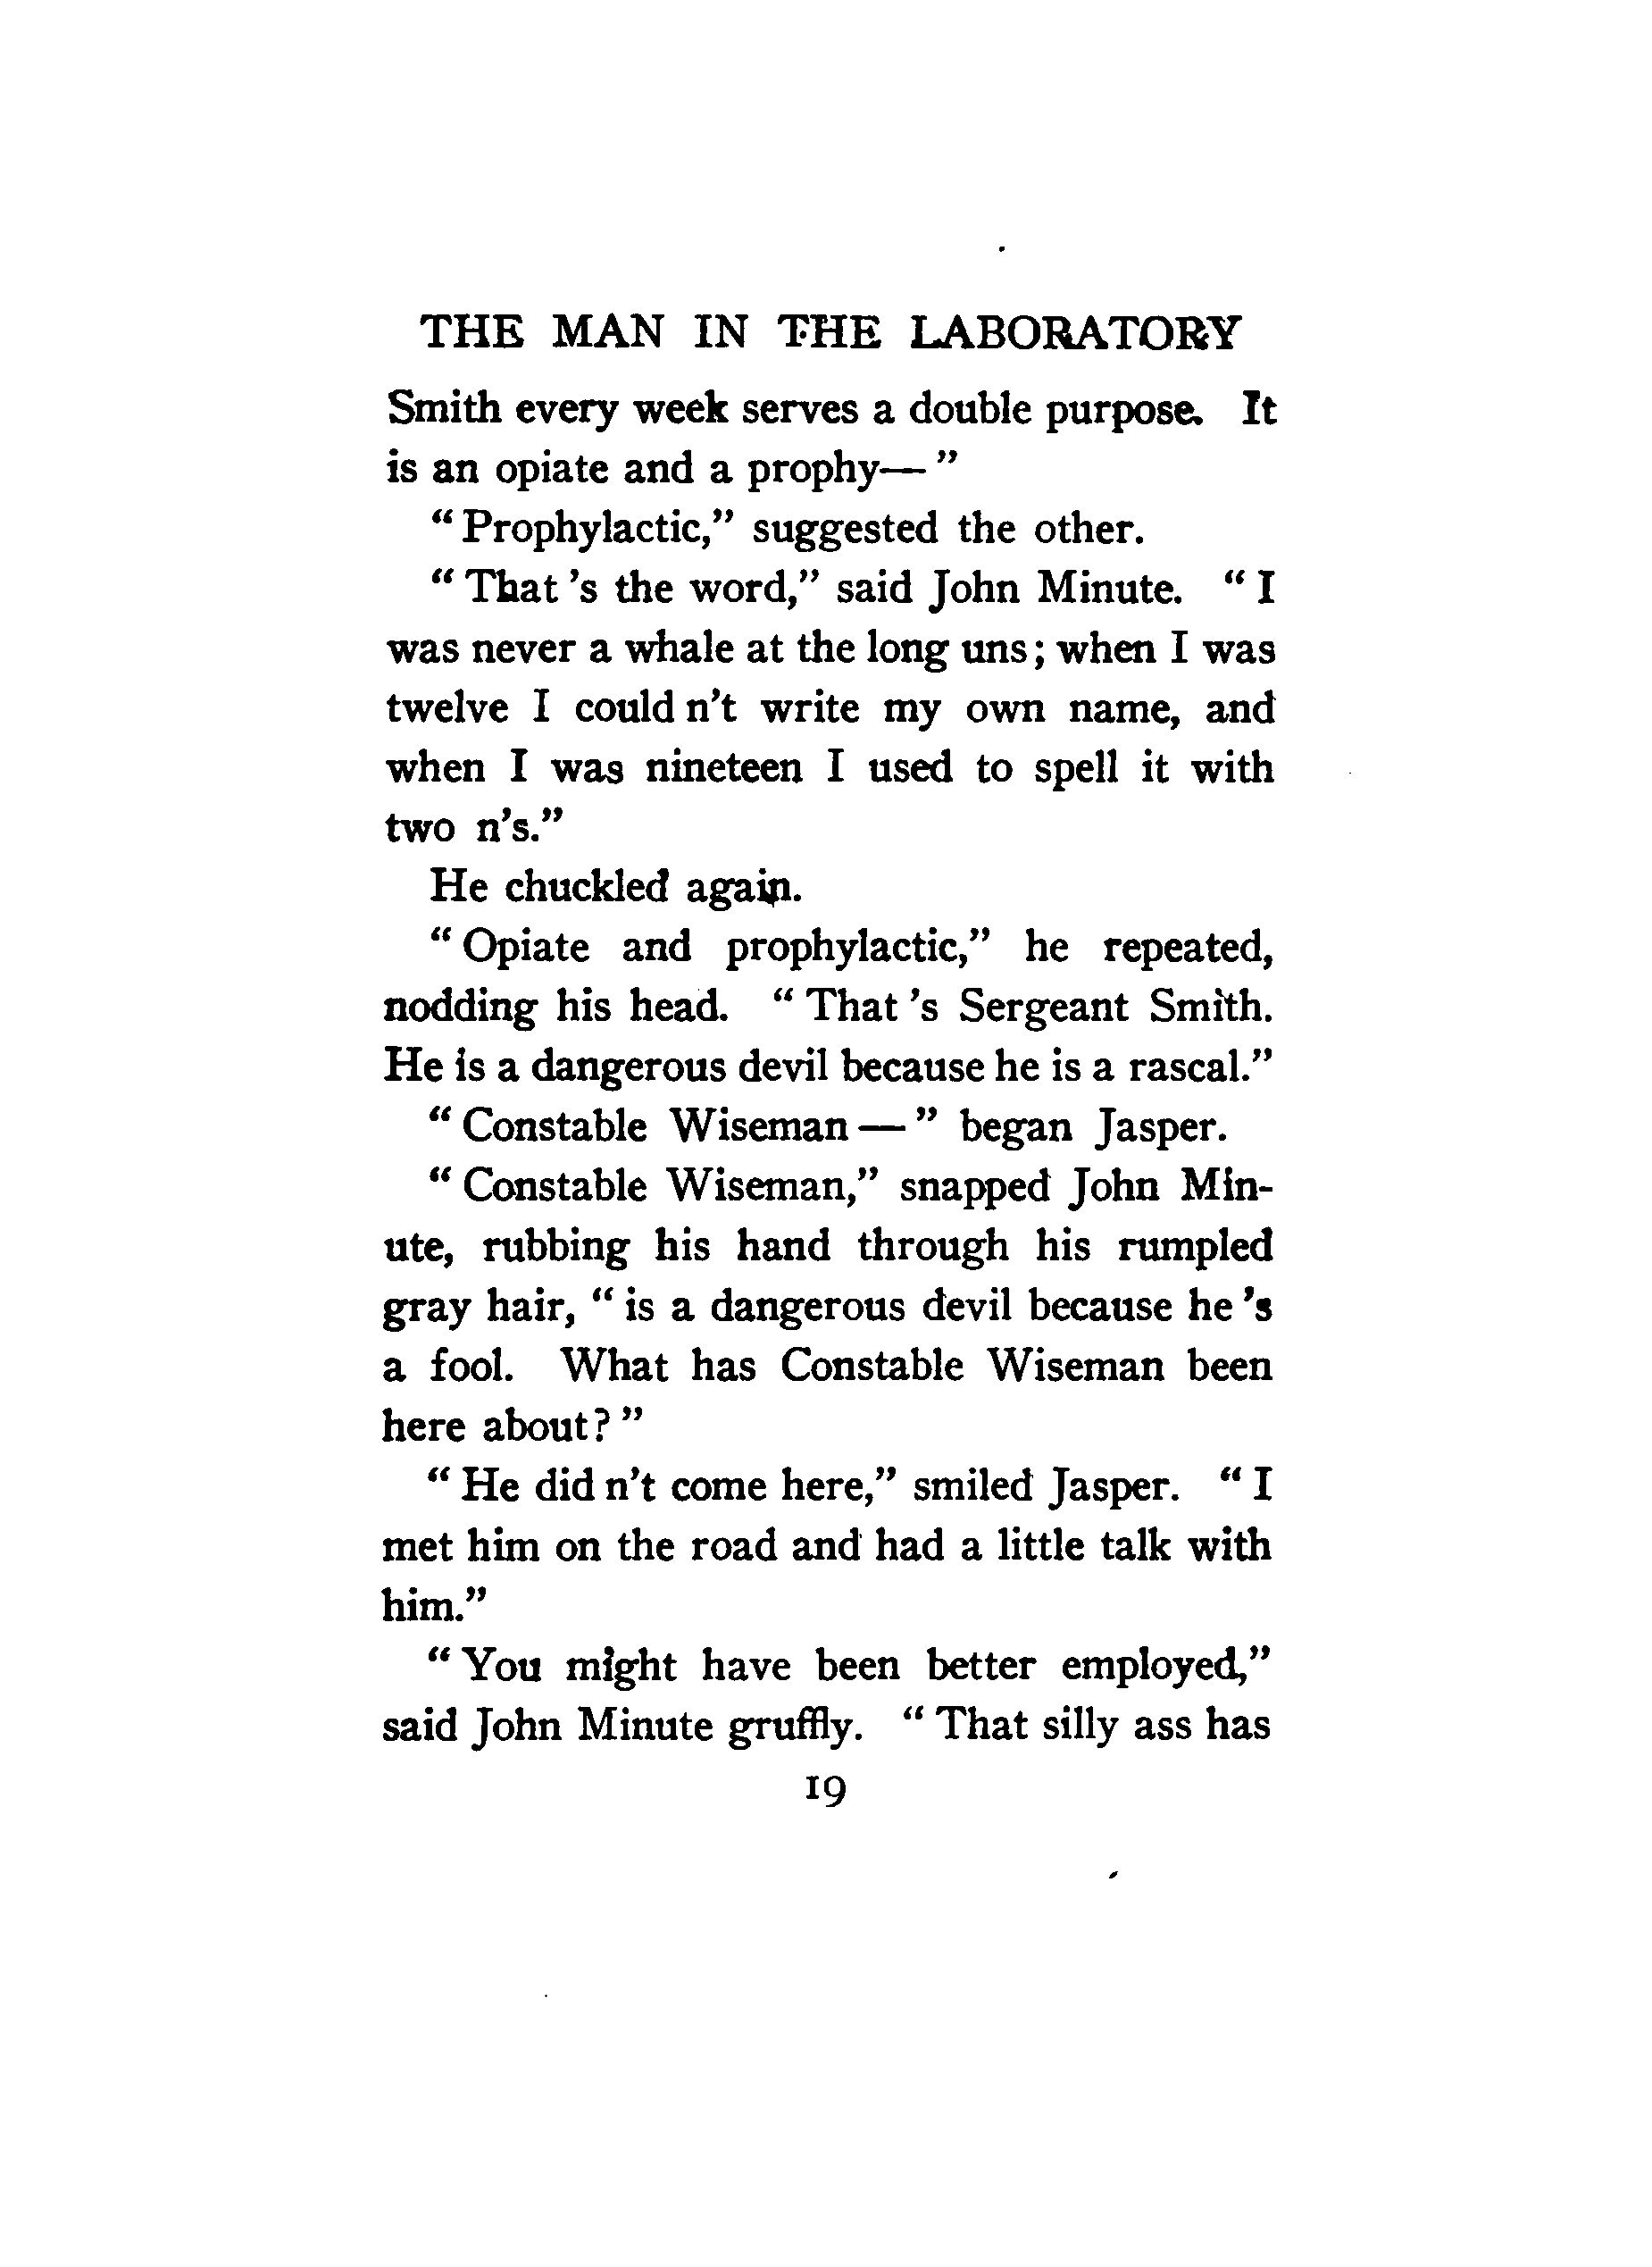 THE MAN IN THE LABORATORY
Smith every week serves a double purpose. It
is an opiate and a prophy— ”
“ Prophylactic,” suggested the other.
“ That 's the word,” said John Minute. “ I
was never a whale at the long uns; when I was
twelve I could n't write my own name, and
when I was nineteen I used to spell it with
two n's.”
He chuckled again.
“ Opiate and prophylactic,” he repeated,
nodding his head. “ That 's Sergeant Smith.
He is a dangerous devil because he is a rascal.”
“ Constable Wiseman — ” began Jasper.
“ Constable Wiseman,” snapped John Min-
ute, rubbing his hand through his rumpled
gray hair, “ is a dangerous devil because he 's
a fool. What has Constable Wiseman been
here about? ”
“ He did n't come here,” smiled Jasper. “ I
met him on the road and had a little talk with
him.”
“ You might have been better employed,”
said John Minute gruffly. “ That silly ass has
19